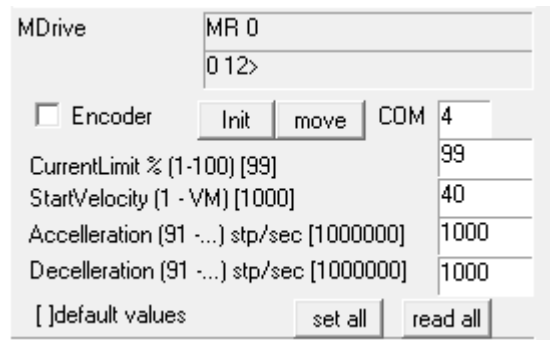 MDrive MR 0
0 12>
Encoder Init move COM 4
CurrentLimit % (1-100) [99] 99
StartVelocity (1 - VM) [1000] 40
Accelleration (91 -...) stp/sec [1000000] 1000
Decelleration (91 -...) stp/sec [1000000] 1000
[ ]default values set all read all